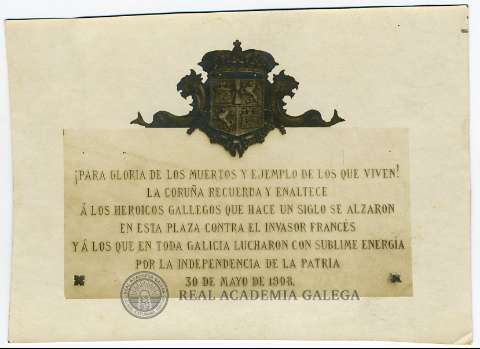 ¡PARA GLORIA DE LOS MUERTOS Y EJEMPLO DE LOS QUE VIVEN!
LA CORUÑA RECUERDA Y ENALTECE
Á LOS HEROICOS GALLEGOS QUE HACE UN SIGLO SE ALZARON
EN ESTA PLAZA CONTRA EL INVASOR FRANCÉS
Y Á LOS QUE EN TODA GALICIA LUCHARON CON SUBLIME ENERGÍA
POR LA INDEPENDENCIA DE LA PATRIA
30 DE MAYO DE 1908.
REAL ACADEMIA GALEGA